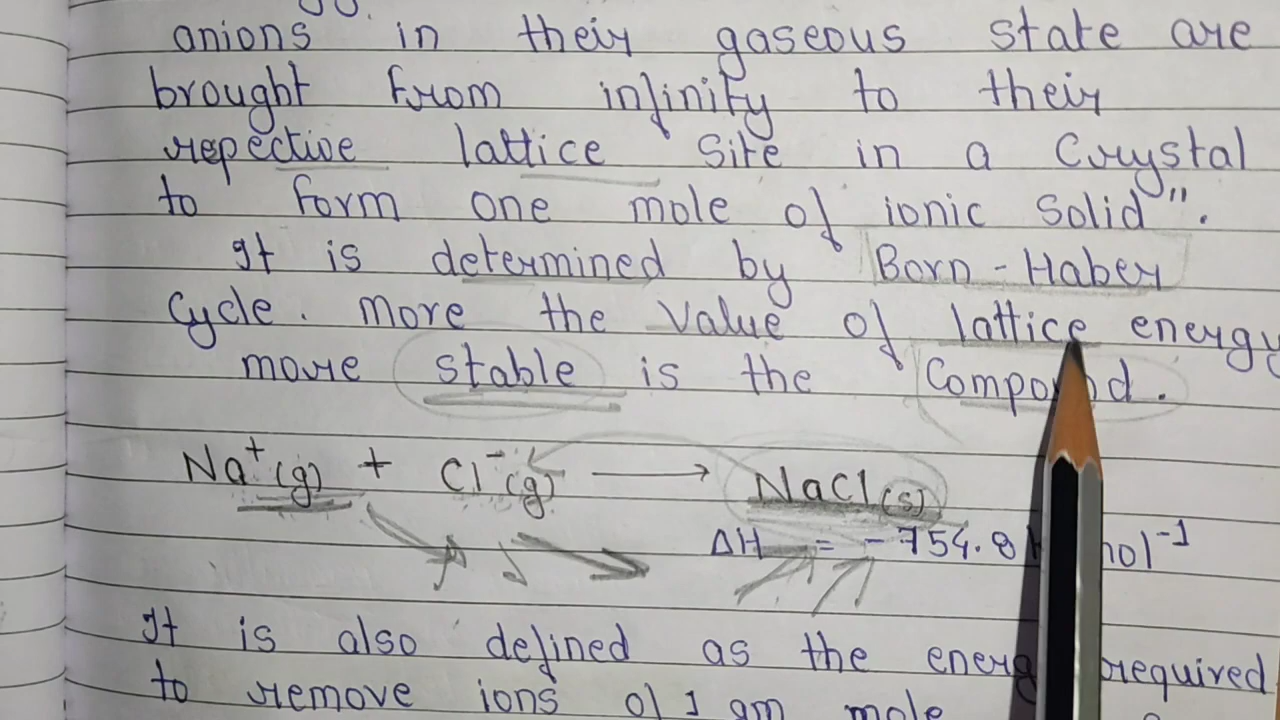 anions in their gaseous state are
brought from infinity to their
repective lattice site in a Crystal
to form one mole of ionic solid".
It is determined by Born-Haber
Cycle. More the value of lattice energy
more stable is the Compound.
Na⁺(g) + Cl⁻(g) ⟶ NaCl(s)
ΔH = -754.8 mol⁻¹
It is also defined as the energy required
to remove ions of 1 gm mole